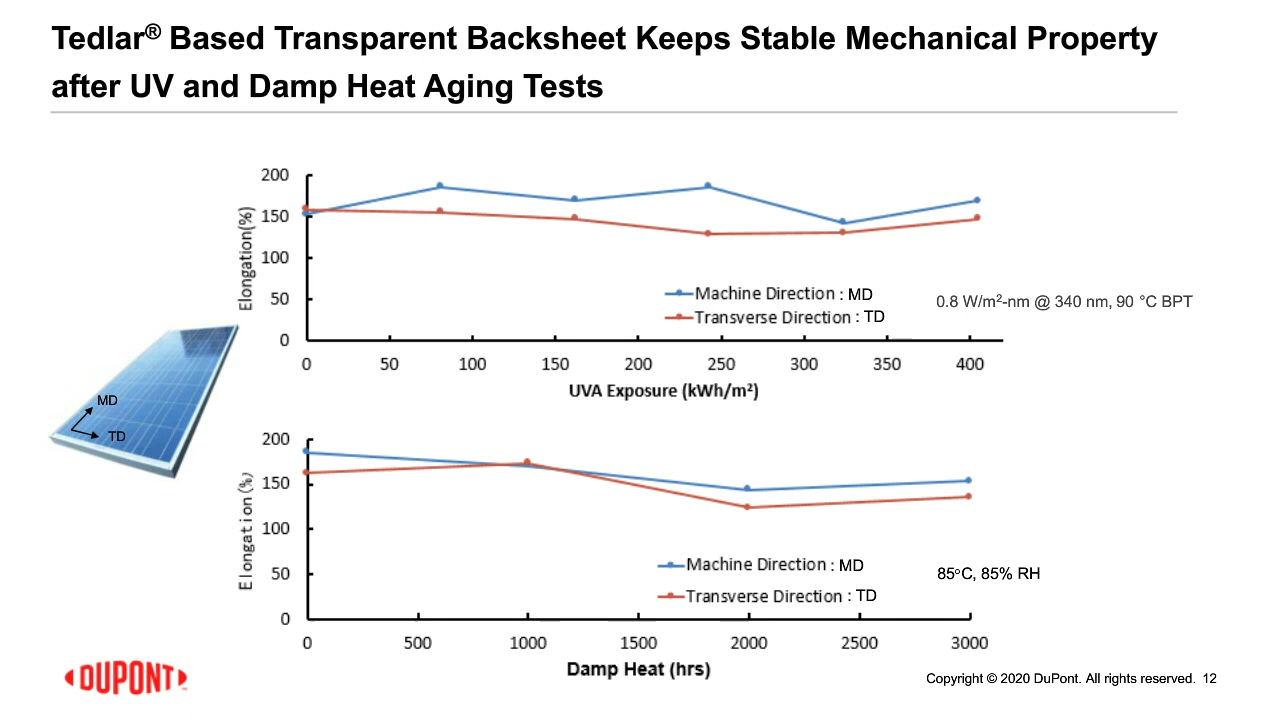 Tedlar® Based Transparent Backsheet Keeps Stable Mechanical Property
after UV and Damp Heat Aging Tests
200
150
100
50
0
Elongation(%)
Machine Direction : MD
Transverse Direction : TD
0.8 W/m²-nm @ 340 nm, 90 °C BPT
0 50 100 150 200 250 300 350 400
UVA Exposure (kWh/m²)
MD
TD
200
150
100
50
0
Elongation (%)
Machine Direction : MD
Transverse Direction : TD
85°C, 85% RH
0 500 1000 1500 2000 2500 3000
Damp Heat (hrs)
DUPONT™
Copyright © 2020 DuPont. All rights reserved. 12